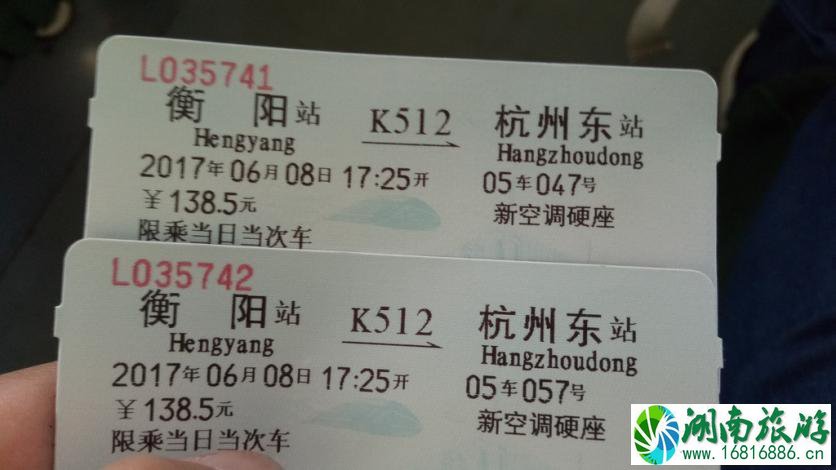 L035741
衡 阳站 K512 杭州东站
Hengyang Hangzhoudong
2017年06月08日 17:25开 05车047号
¥138.5元 新空调硬座
限乘当日当次车
L035742
衡 阳站 K512 杭州东站
Hengyang Hangzhoudong
2017年06月08日 17:25开 05车057号
¥138.5元 新空调硬座
限乘当日当次车
湖南旅游
www.16816886.cn